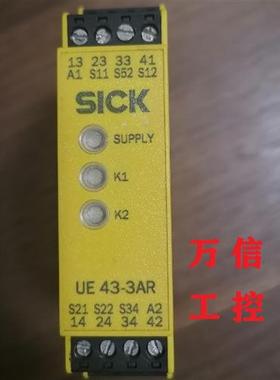 13 23 33 41
A1 S11 S52 S12
SICK
SUPPLY
K1
K2
万信
工控
UE 43-3AR
S21 S22 S34 A2
14 24 34 42